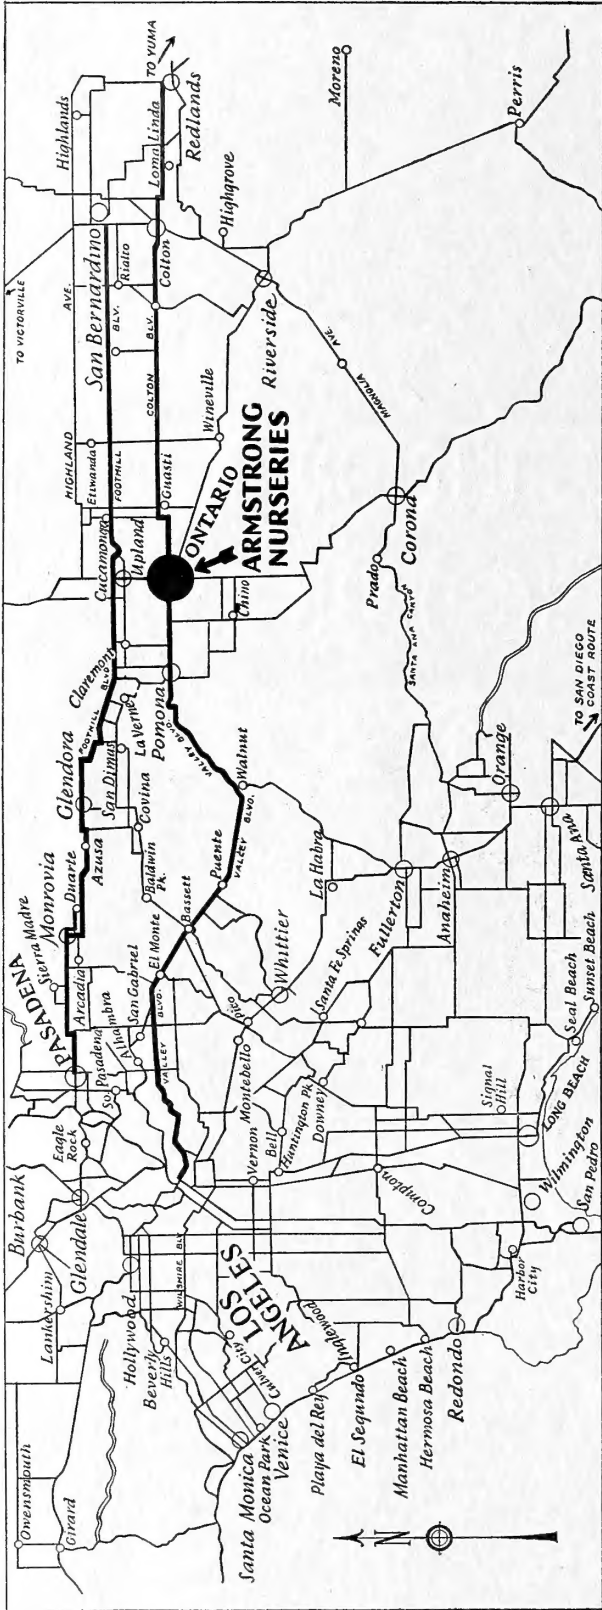 Owensmouth
Girard
Lankershim
Burbank
Glendale
Eagle
Rock
PASADENA
Sierra Madre
Monrovia
Duarte
Arcadia
So. Pasadena
Alhambra
San Gabriel
El Monte
Azusa
Glendora
FOOTHILL BLVD
San Dimus
La Verne
Claremont
Covina
Baldwin
Pk.
Bassett
Puente
Walnut
VALLEY BLVD.
VALLEY BLVD.
VALLEY BLVD.
Pomona
Cucamonga
Upland
Etiwanda
HIGHLAND AVE.
FOOTHILL BLV.
COLTON BLV.
Guasti
ONTARIO
ARMSTRONG
NURSERIES
Chino
Wineville
TO VICTORVILLE
San Bernardino
Rialto
Colton
Highlands
Loma Linda
Redlands
TO YUMA
Highgrove
Riverside
MAGNOLIA AVE.
Moreno
Perris
Corona
Prado
SANTA ANA CANYON
Hollywood
Beverly
Hills
WILSHIRE BLV.
LOS
ANGELES
Culver City
Santa Monica
Ocean Park
Venice
Playa del Rey
Inglewood
El Segundo
Manhattan Beach
Hermosa Beach
Redondo
Vernon
Bell
Huntington Pk.
Downey
Montebello
Pico
Whittier
Santa Fe Springs
La Habra
Fullerton
Anaheim
Orange
Santa Ana
TO SAN DIEGO
COAST ROUTE
Compton
Signal
Hill
LONG BEACH
Seal Beach
Sunset Beach
Wilmington
San Pedro
Harbor
City
N